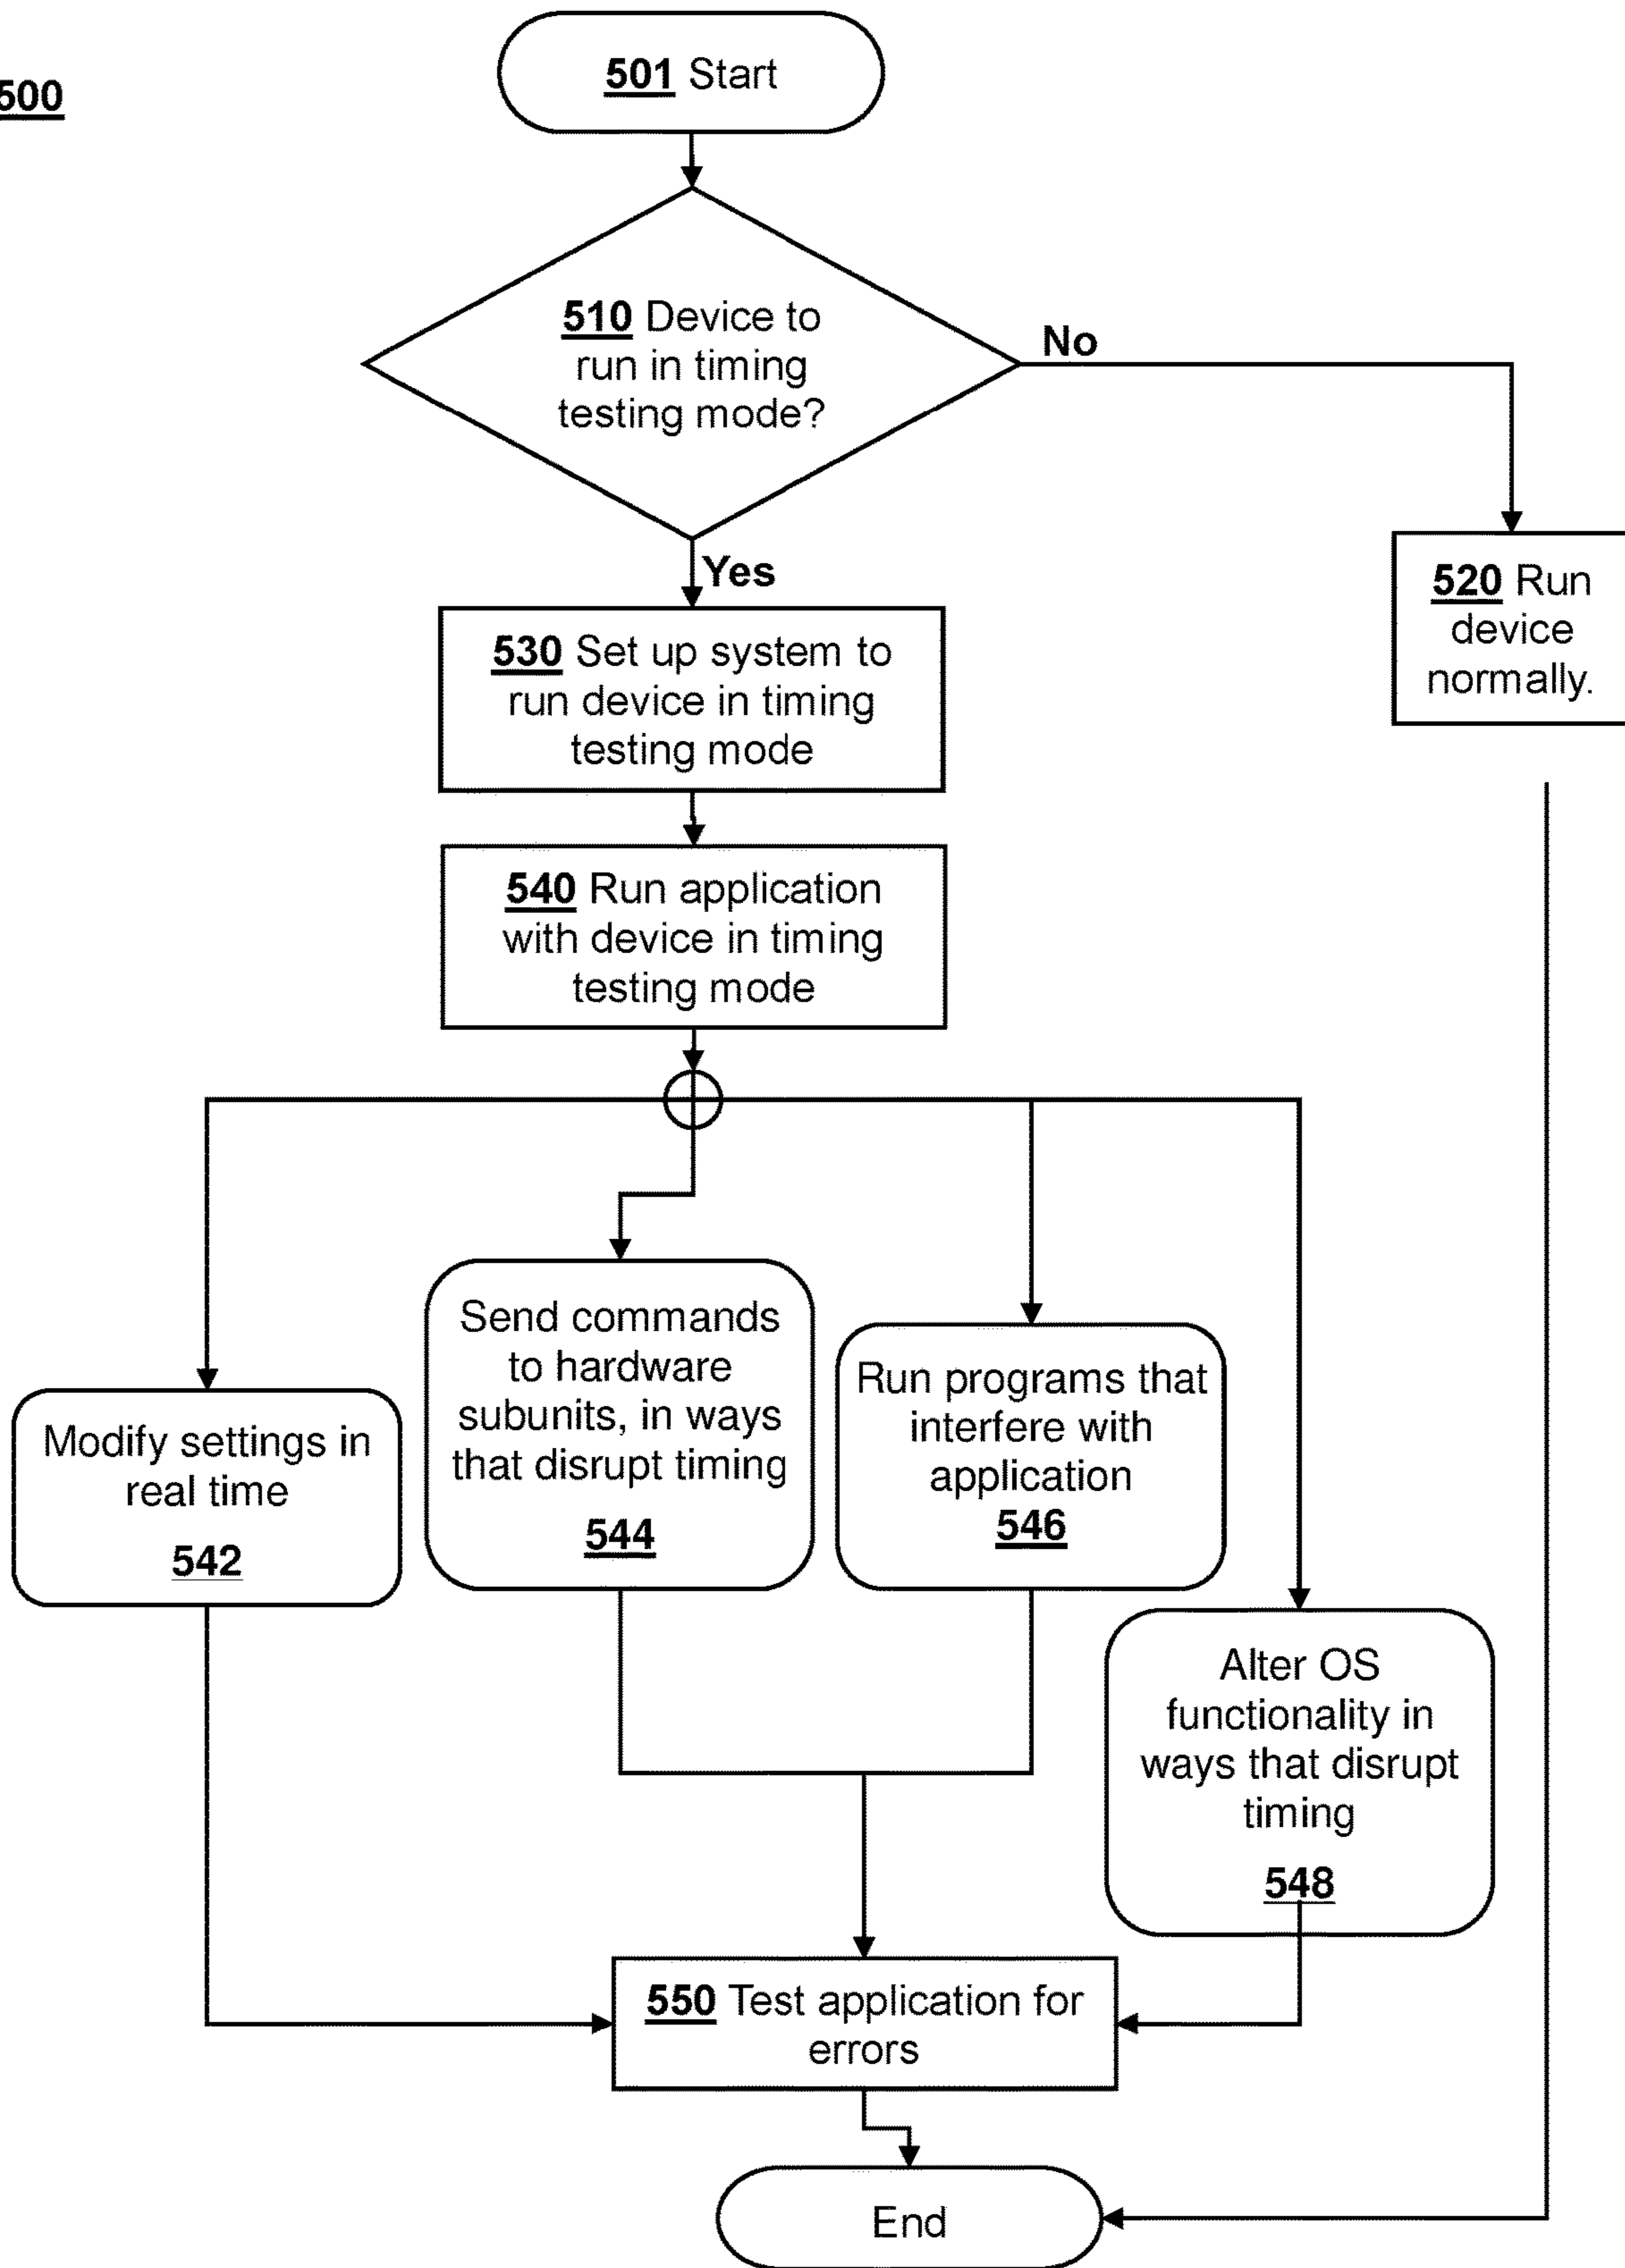 500
501 Start
510 Device to
run in timing
testing mode?
No
Yes
520 Run
device
normally.
530 Set up system to
run device in timing
testing mode
540 Run application
with device in timing
testing mode
Modify settings in
real time
542
Send commands
to hardware
subunits, in ways
that disrupt timing
544
Run programs that
interfere with
application
546
Alter OS
functionality in
ways that disrupt
timing
548
550 Test application for
errors
End